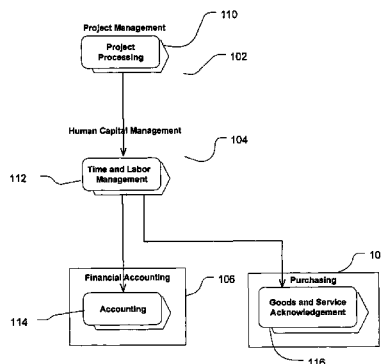 Project Management
110
Project
Processing
102
Human Capital Management
104
Time and Labor
Management
112
Financial Accounting
106
Purchasing
10
Accounting
Goods and Service
Acknowledgement
114
116